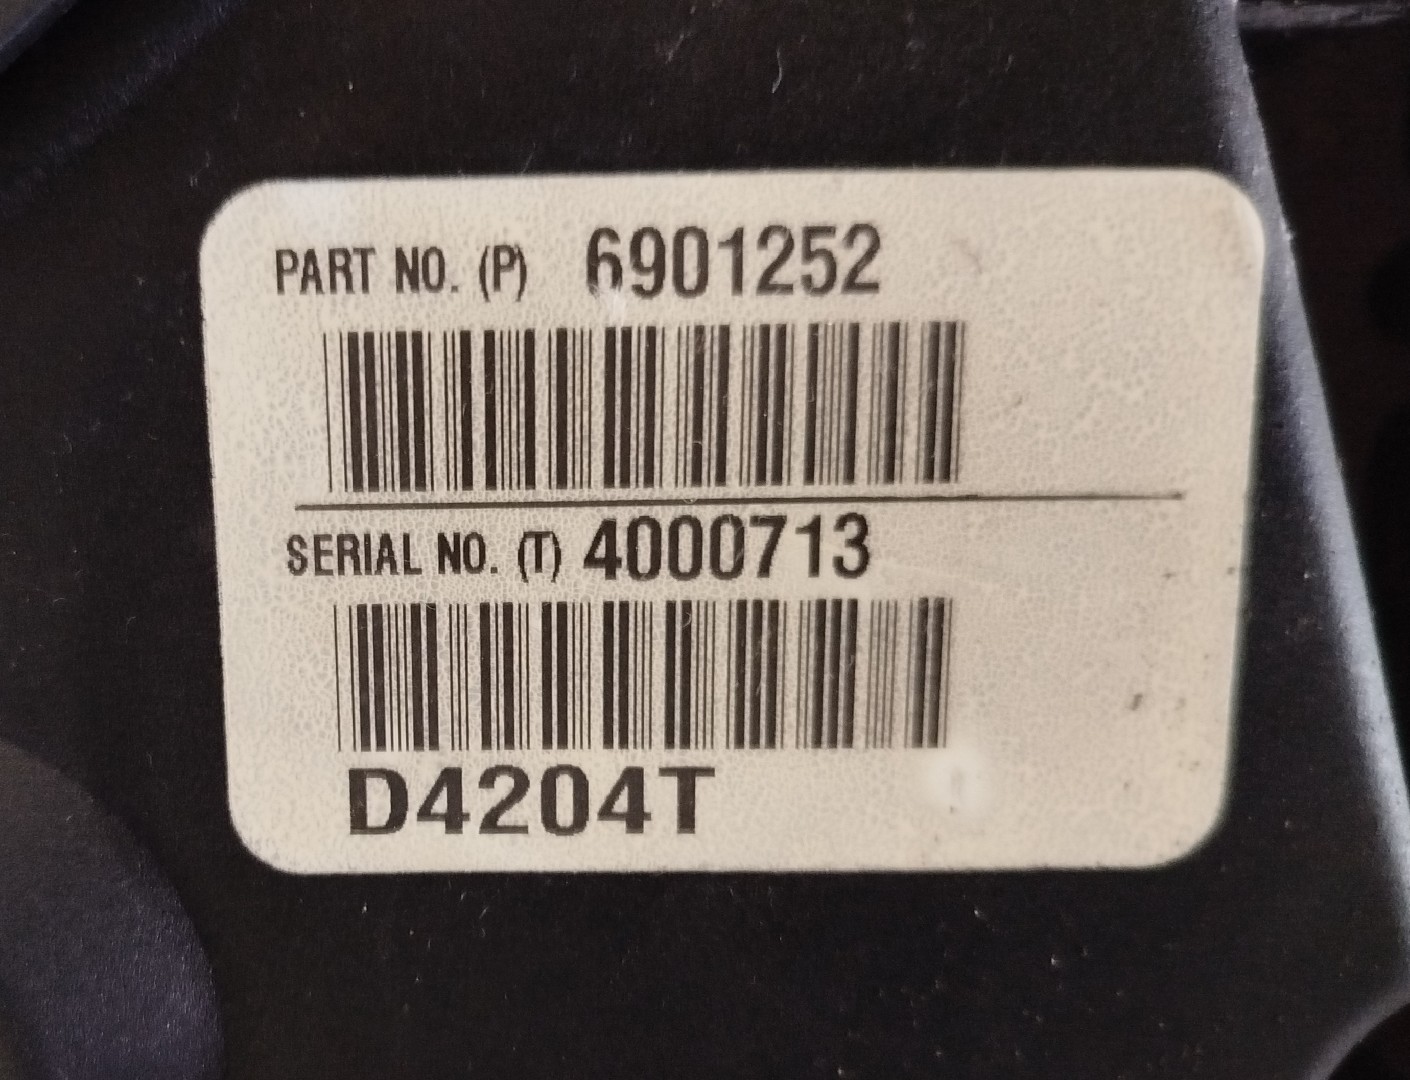 PART NO. (P) 6901252
SERIAL NO. (T) 4000713
D4204T